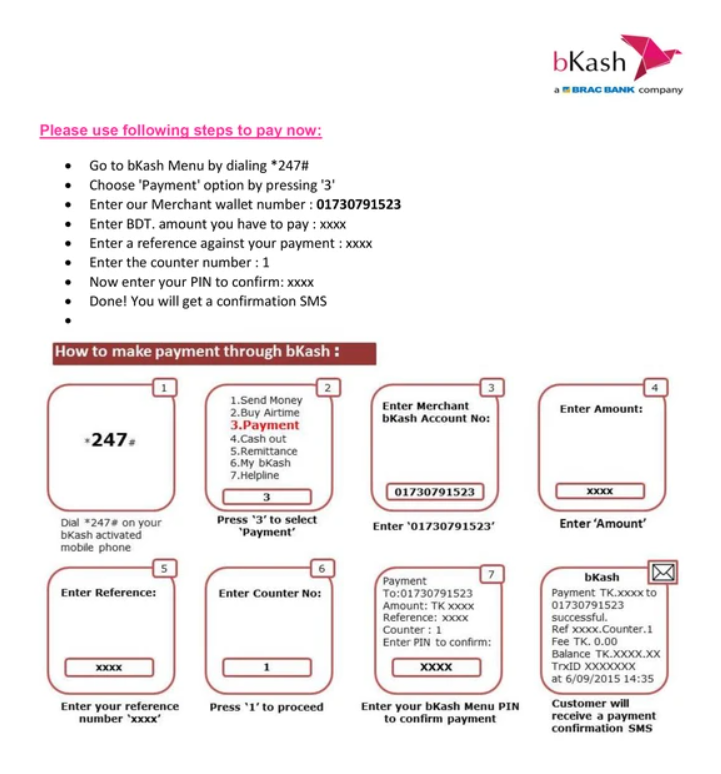 bKash
a BRAC BANK company
Please use following steps to pay now:
• Go to bKash Menu by dialing *247#
• Choose 'Payment' option by pressing '3'
• Enter our Merchant wallet number : 01730791523
• Enter BDT. amount you have to pay : xxxx
• Enter a reference against your payment : xxxx
• Enter the counter number : 1
• Now enter your PIN to confirm: xxxx
• Done! You will get a confirmation SMS
•
How to make payment through bKash :
1
*247#
Dial *247# on your
bKash activated
mobile phone
2
1.Send Money
2.Buy Airtime
3.Payment
4.Cash out
5.Remittance
6.My bKash
7.Helpline
3
Press '3' to select
'Payment'
3
Enter Merchant
bKash Account No:
01730791523
Enter '01730791523'
4
Enter Amount:
xxxx
Enter 'Amount'
5
Enter Reference:
xxxx
Enter your reference
number 'xxxx'
6
Enter Counter No:
1
Press '1' to proceed
7
Payment
To:01730791523
Amount: TK xxxx
Reference: xxxx
Counter : 1
Enter PIN to confirm:
XXXX
Enter your bKash Menu PIN
to confirm payment
bKash
Payment TK.xxxx to
01730791523
successful.
Ref xxxx.Counter.1
Fee TK. 0.00
Balance TK.XXXX.XX
TrxID XXXXXXX
at 6/09/2015 14:35
Customer will
receive a payment
confirmation SMS